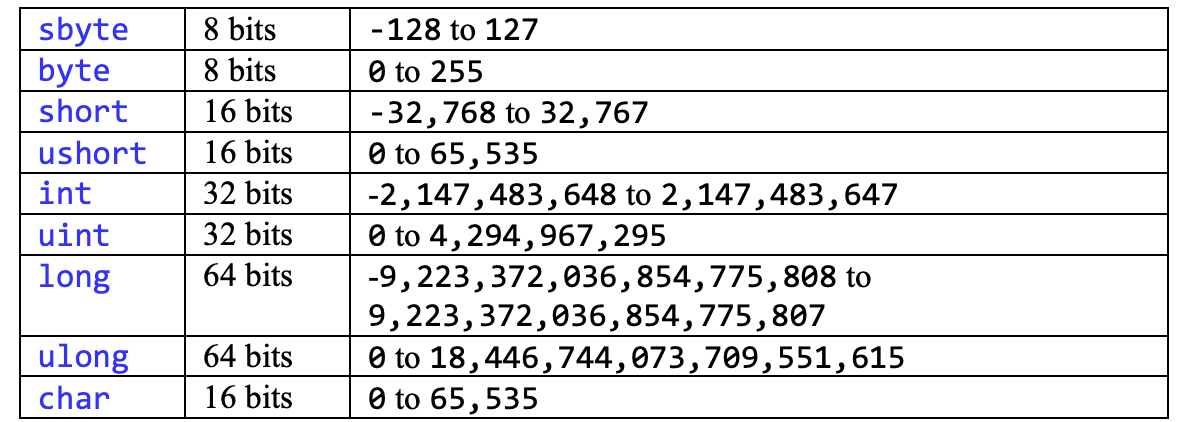 sbyte 8 bits -128 to 127
byte 8 bits 0 to 255
short 16 bits -32,768 to 32,767
ushort 16 bits 0 to 65,535
int 32 bits -2,147,483,648 to 2,147,483,647
uint 32 bits 0 to 4,294,967,295
long 64 bits -9,223,372,036,854,775,808 to
9,223,372,036,854,775,807
ulong 64 bits 0 to 18,446,744,073,709,551,615
char 16 bits 0 to 65,535